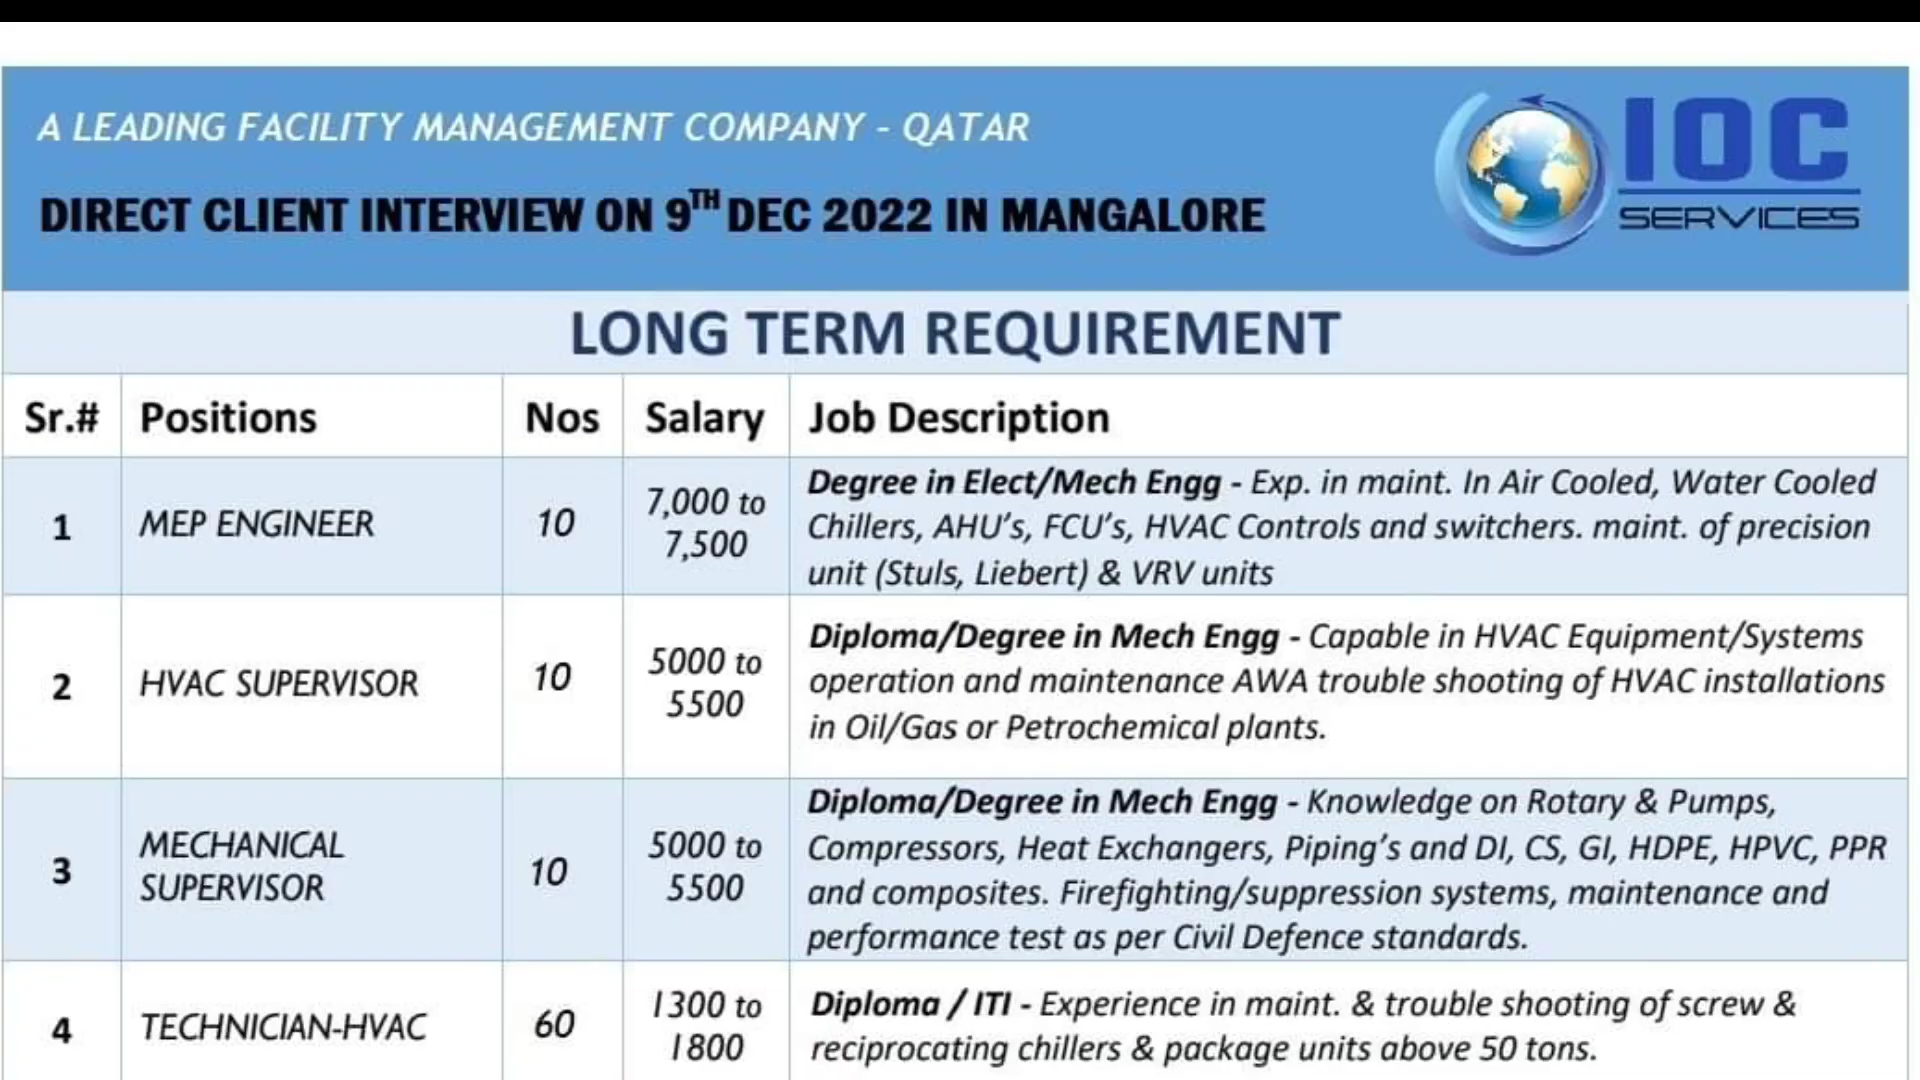 A LEADING FACILITY MANAGEMENT COMPANY - QATAR
DIRECT CLIENT INTERVIEW ON 9TH DEC 2022 IN MANGALORE
IOC
SERVICES
LONG TERM REQUIREMENT
Sr.# Positions Nos Salary Job Description
1 MEP ENGINEER 10 7,000 to 7,500
Degree in Elect/Mech Engg - Exp. in maint. In Air Cooled, Water Cooled
Chillers, AHU's, FCU's, HVAC Controls and switchers. maint. of precision
unit (Stuls, Liebert) & VRV units
2 HVAC SUPERVISOR 10 5000 to 5500
Diploma/Degree in Mech Engg - Capable in HVAC Equipment/Systems
operation and maintenance AWA trouble shooting of HVAC installations
in Oil/Gas or Petrochemical plants.
3 MECHANICAL SUPERVISOR 10 5000 to 5500
Diploma/Degree in Mech Engg - Knowledge on Rotary & Pumps,
Compressors, Heat Exchangers, Piping's and DI, CS, GI, HDPE, HPVC, PPR
and composites. Firefighting/suppression systems, maintenance and
performance test as per Civil Defence standards.
4 TECHNICIAN-HVAC 60 1300 to 1800
Diploma / ITI - Experience in maint. & trouble shooting of screw &
reciprocating chillers & package units above 50 tons.